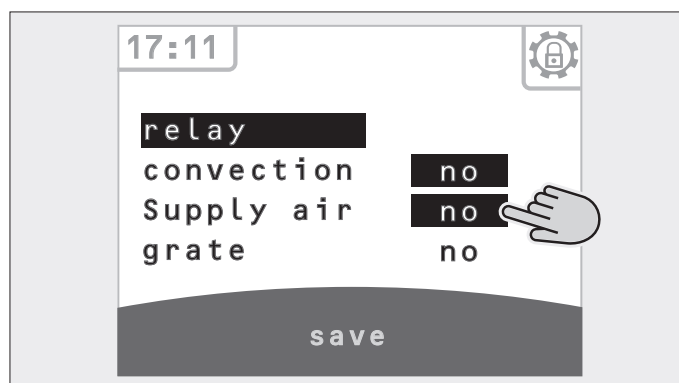 17:11
relay
convection no
Supply air no
grate no
save